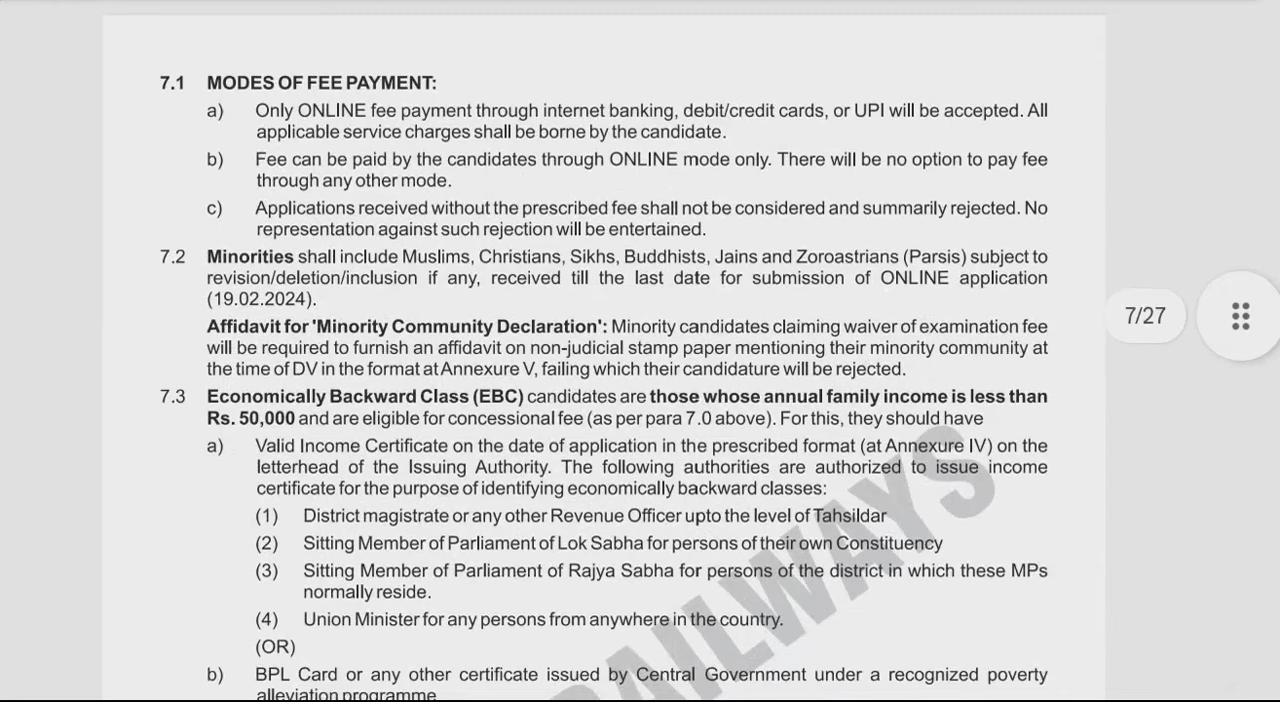 7.1 MODES OF FEE PAYMENT:
a) Only ONLINE fee payment through internet banking, debit/credit cards, or UPI will be accepted. All
applicable service charges shall be borne by the candidate.
b) Fee can be paid by the candidates through ONLINE mode only. There will be no option to pay fee
through any other mode.
c) Applications received without the prescribed fee shall not be considered and summarily rejected. No
representation against such rejection will be entertained.
7.2 Minorities shall include Muslims, Christians, Sikhs, Buddhists, Jains and Zoroastrians (Parsis) subject to
revision/deletion/inclusion if any, received till the last date for submission of ONLINE application
(19.02.2024).
Affidavit for 'Minority Community Declaration': Minority candidates claiming waiver of examination fee
will be required to furnish an affidavit on non-judicial stamp paper mentioning their minority community at
the time of DV in the format at Annexure V, failing which their candidature will be rejected.
7.3 Economically Backward Class (EBC) candidates are those whose annual family income is less than
Rs. 50,000 and are eligible for concessional fee (as per para 7.0 above). For this, they should have
a) Valid Income Certificate on the date of application in the prescribed format (at Annexure IV) on the
letterhead of the Issuing Authority. The following authorities are authorized to issue income
certificate for the purpose of identifying economically backward classes:
(1) District magistrate or any other Revenue Officer upto the level of Tahsildar
(2) Sitting Member of Parliament of Lok Sabha for persons of their own Constituency
(3) Sitting Member of Parliament of Rajya Sabha for persons of the district in which these MPs
normally reside.
(4) Union Minister for any persons from anywhere in the country.
(OR)
b) BPL Card or any other certificate issued by Central Government under a recognized poverty
alleviation programme
7/27
AILWAYS